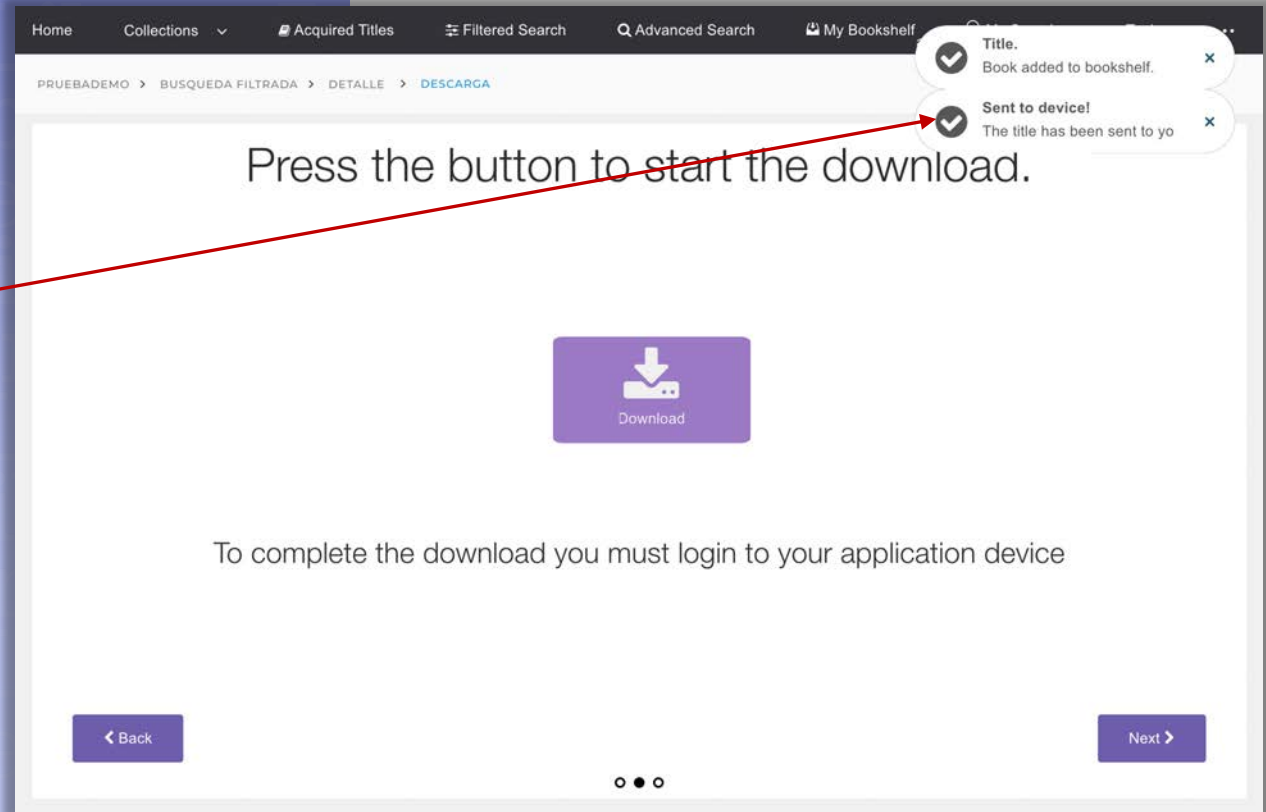 Home Collections Acquired Titles Filtered Search Advanced Search My Bookshelf
Title.
Book added to bookshelf.
PRUEBADEMO > BUSQUEDA FILTRADA > DETALLE > DESCARGA
Sent to device!
The title has been sent to yo
Press the button to start the download.
Download
To complete the download you must login to your application device
Back
Next